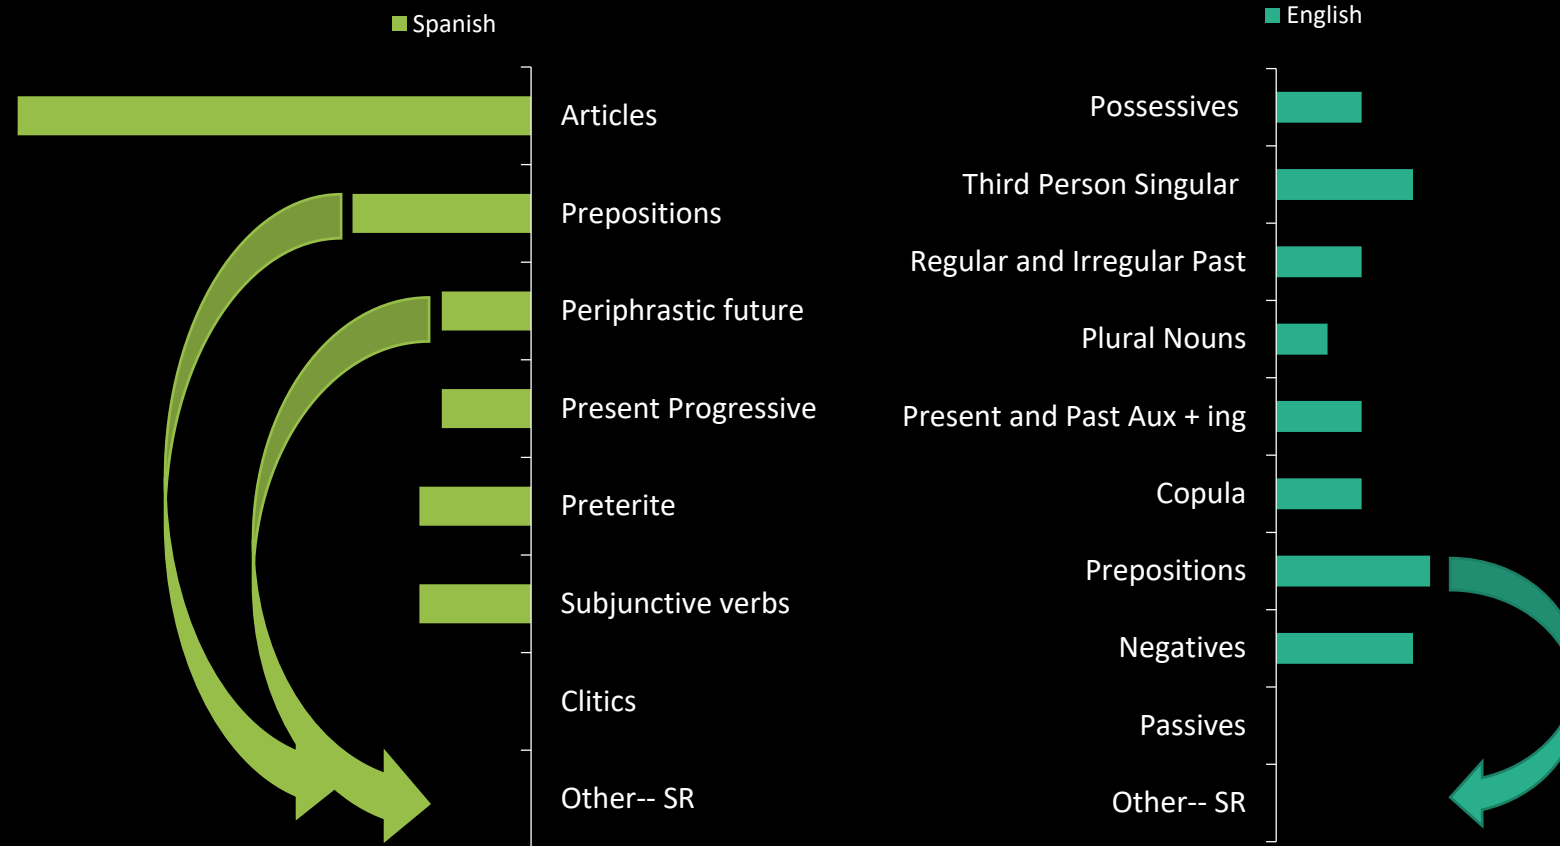 Spanish
Articles
Prepositions
Periphrastic future
Present Progressive
Preterite
Subjunctive verbs
Clitics
Other-- SR
English
Possessives
Third Person Singular
Regular and Irregular Past
Plural Nouns
Present and Past Aux + ing
Copula
Prepositions
Negatives
Passives
Other-- SR